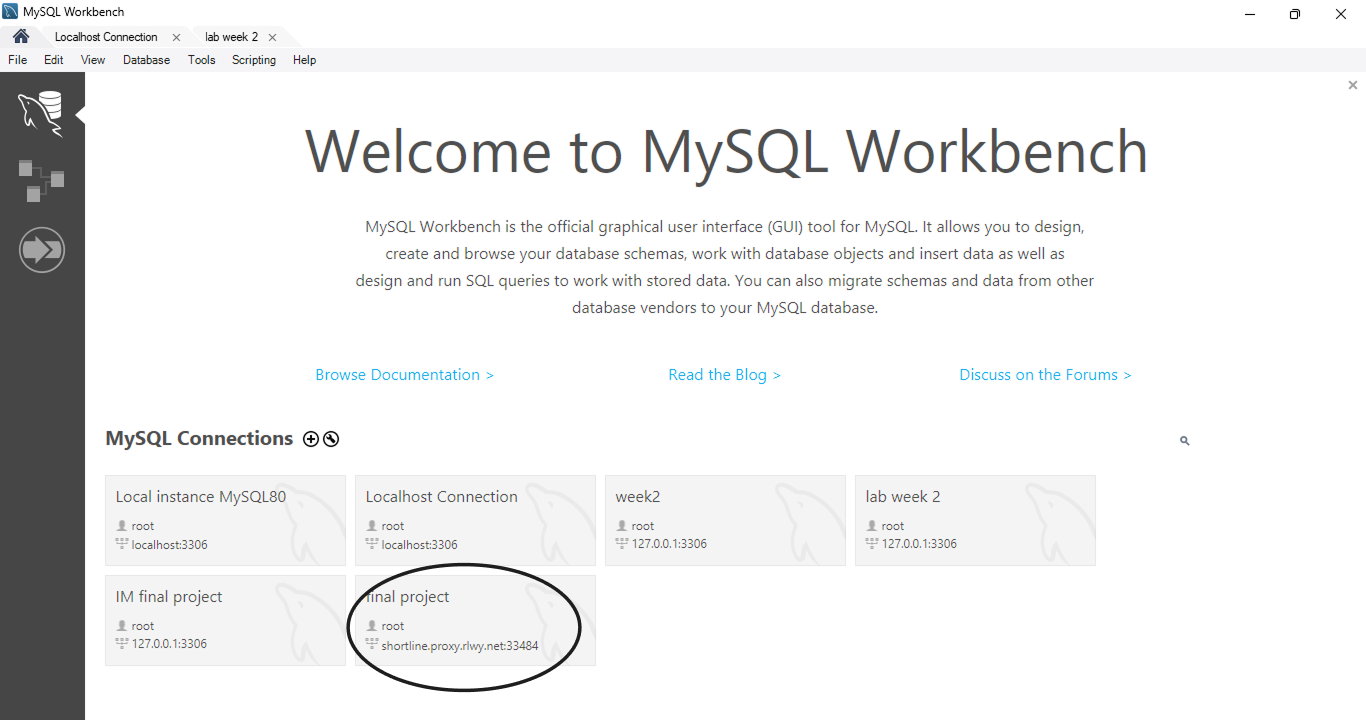 MySQL Workbench
Localhost Connection
lab week 2
File Edit View Database Tools Scripting Help
Welcome to MySQL Workbench
MySQL Workbench is the official graphical user interface (GUI) tool for MySQL. It allows you to design,
create and browse your database schemas, work with database objects and insert data as well as
design and run SQL queries to work with stored data. You can also migrate schemas and data from other
database vendors to your MySQL database.
Browse Documentation >
Read the Blog >
Discuss on the Forums >
MySQL Connections
Local instance MySQL80
root
localhost:3306
Localhost Connection
root
localhost:3306
week2
root
127.0.0.1:3306
lab week 2
root
127.0.0.1:3306
IM final project
root
127.0.0.1:3306
final project
root
shortline.proxy.rlwy.net:33484